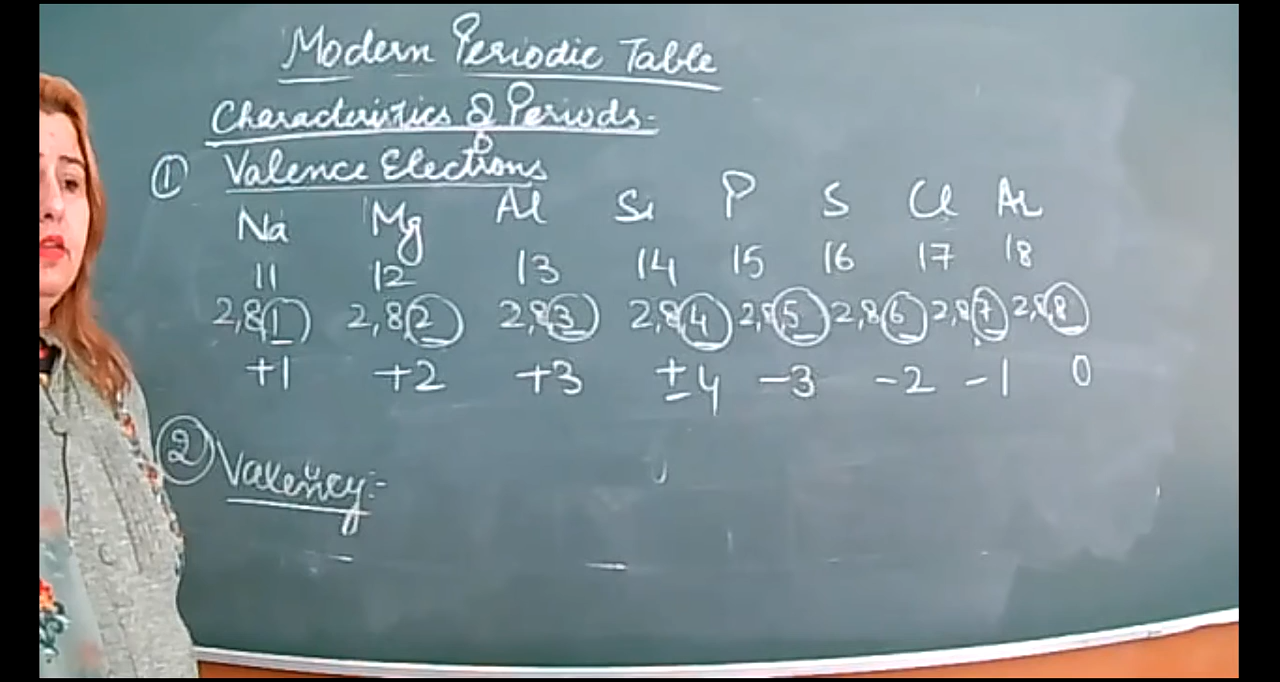 Modern Periodic Table
Characteristics of Periods-
① Valence Electrons
Na Mg Al Si P S Cl Ar
11 12 13 14 15 16 17 18
2,8,1 2,8,2 2,8,3 2,8,4 2,8,5 2,8,6 2,8,7 2,8,8
+1 +2 +3 ±4 -3 -2 -1 0
② Valency:-